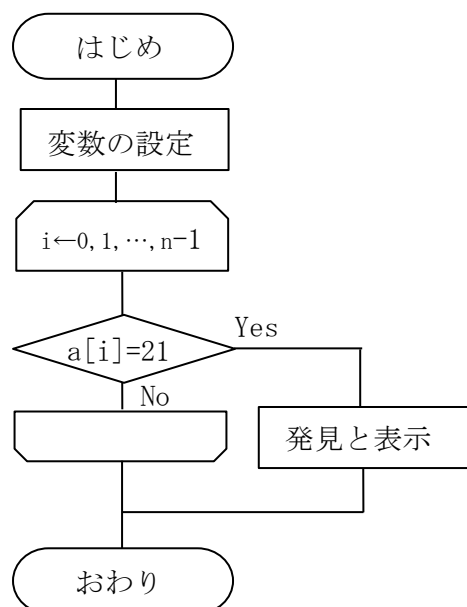 はじめ
変数の設定
i←0,1,…,n-1
a[i]=21
Yes
No
発見と表示
おわり